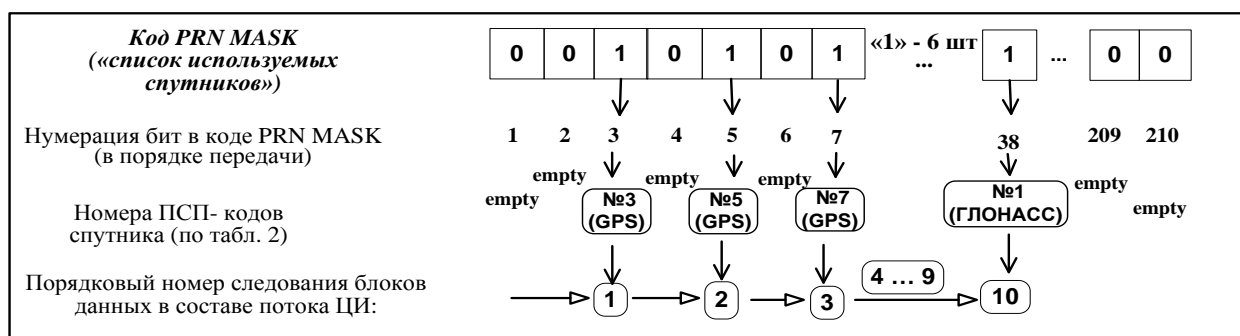 Код PRN MASK
(«список используемых
спутников»)
0 0 1 0 1 0 1 «1» - 6 шт ... 1 ... 0 0
Нумерация бит в коде PRN MASK
(в порядке передачи)
1 2 3 4 5 6 7 38 209 210
empty empty empty empty empty empty
Номера ПСП- кодов
спутника (по табл. 2)
№3
(GPS)
№5
(GPS)
№7
(GPS)
№1
(ГЛОНАСС)
Порядковый номер следования блоков
данных в составе потока ЦИ:
1 2 3 4 ... 9 10